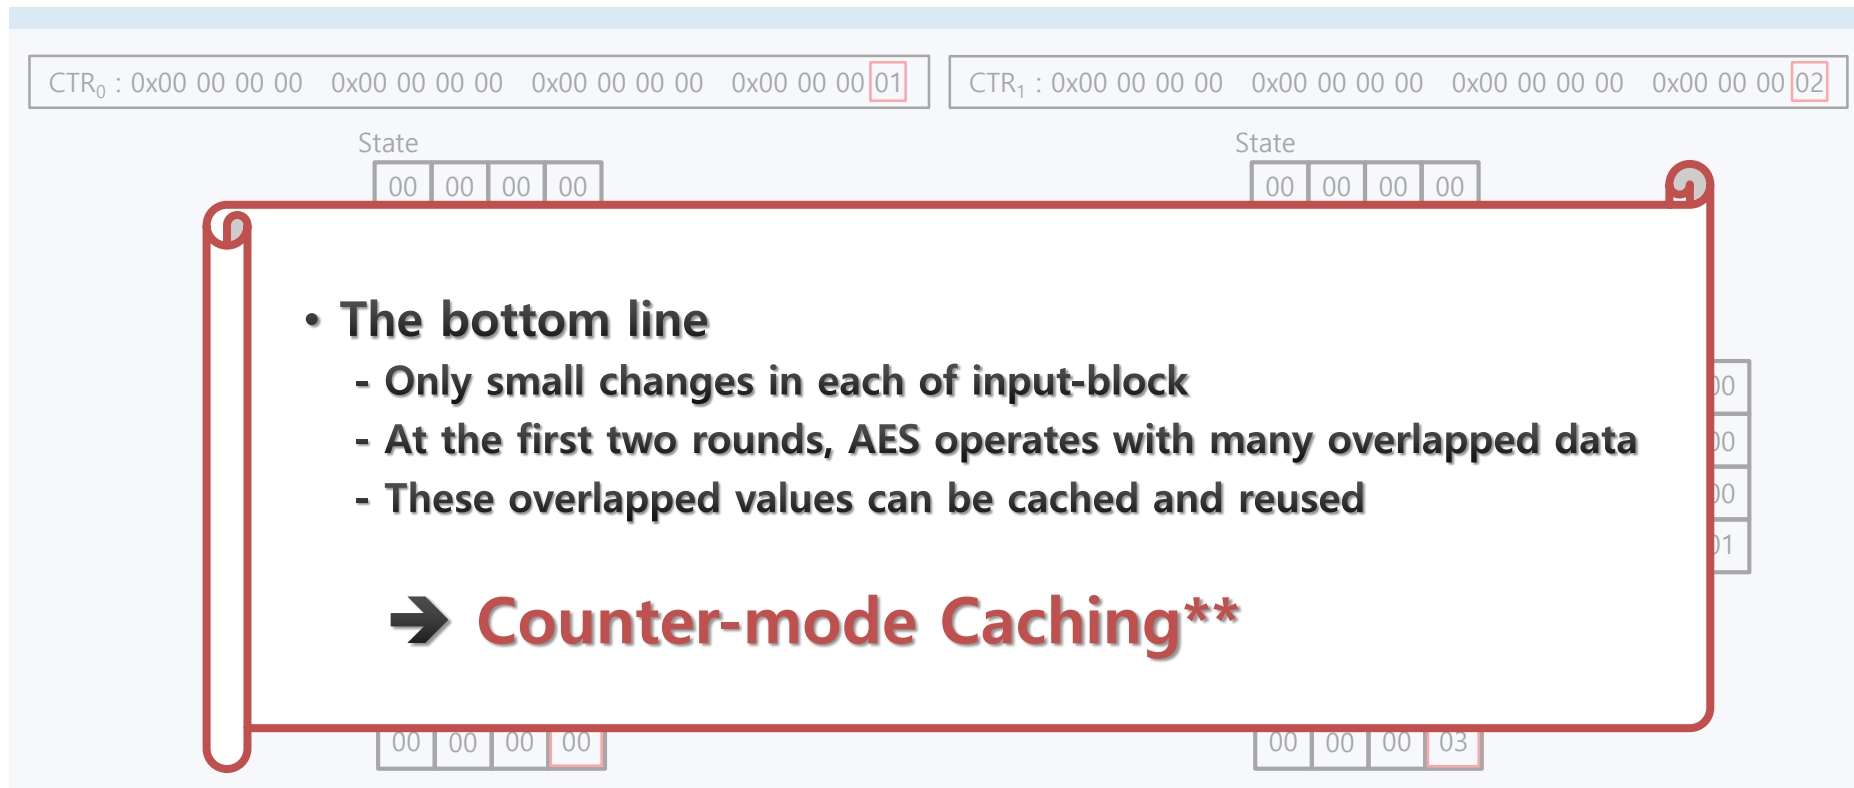 CTR0 : 0x00 00 00 00 0x00 00 00 00 0x00 00 00 00 0x00 00 00 01
CTR1 : 0x00 00 00 00 0x00 00 00 00 0x00 00 00 00 0x00 00 00 02
State
State
00 00 00 00
00 00 00 00
• The bottom line
- Only small changes in each of input-block
- At the first two rounds, AES operates with many overlapped data
- These overlapped values can be cached and reused
➔ Counter-mode Caching**
00
00
00
01
00 00 00 00
00 00 00 03